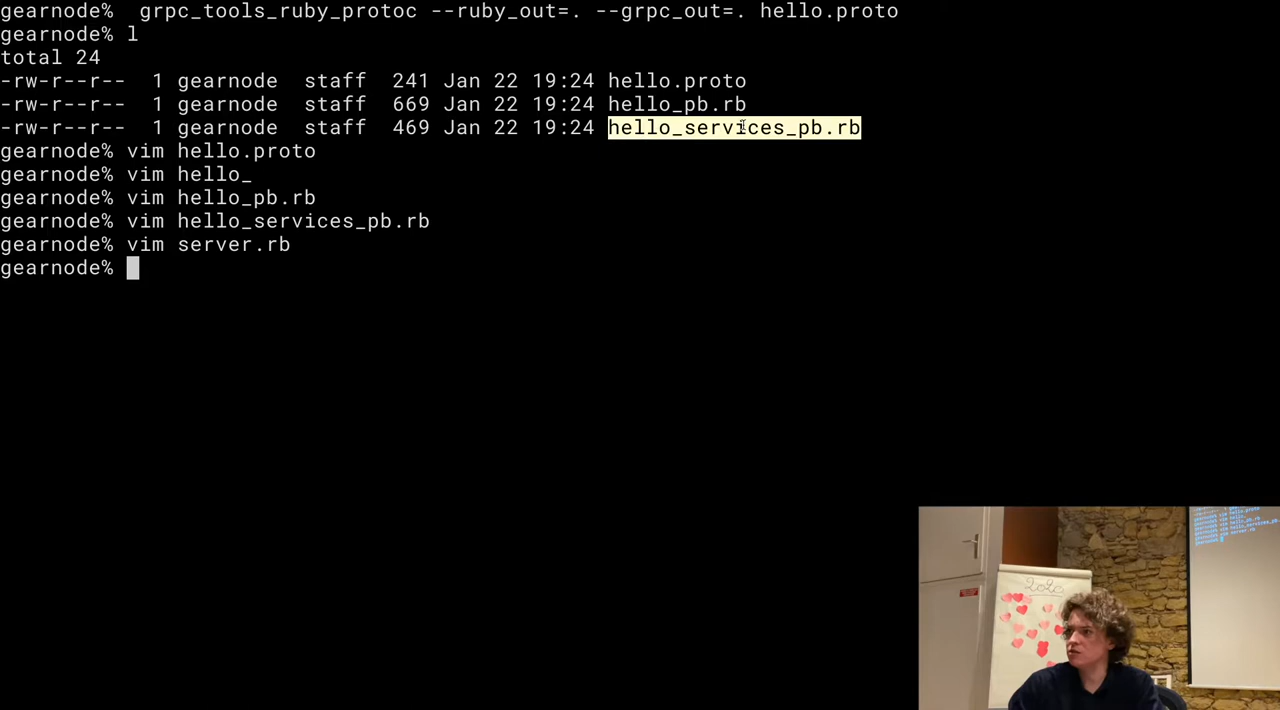 gearnode%  grpc_tools_ruby_protoc --ruby_out=. --grpc_out=. hello.proto
gearnode% l
total 24
-rw-r--r--  1 gearnode  staff  241 Jan 22 19:24 hello.proto
-rw-r--r--  1 gearnode  staff  669 Jan 22 19:24 hello_pb.rb
-rw-r--r--  1 gearnode  staff  469 Jan 22 19:24 hello_services_pb.rb
gearnode% vim hello.proto
gearnode% vim hello_
gearnode% vim hello_pb.rb
gearnode% vim hello_services_pb.rb
gearnode% vim server.rb
gearnode%
2020